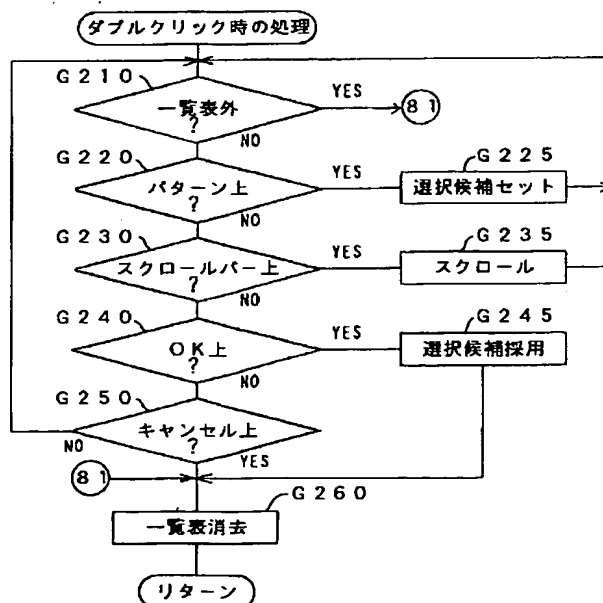 ダブルクリック時の処理
G210
一覧表外
?
YES
81
NO
G220
パターン上
?
YES
G225
選択候補セット
NO
G230
スクロールバー上
?
YES
G235
スクロール
NO
G240
OK上
?
YES
G245
選択候補採用
NO
G250
キャンセル上
?
NO
YES
81
G260
一覧表消去
リターン